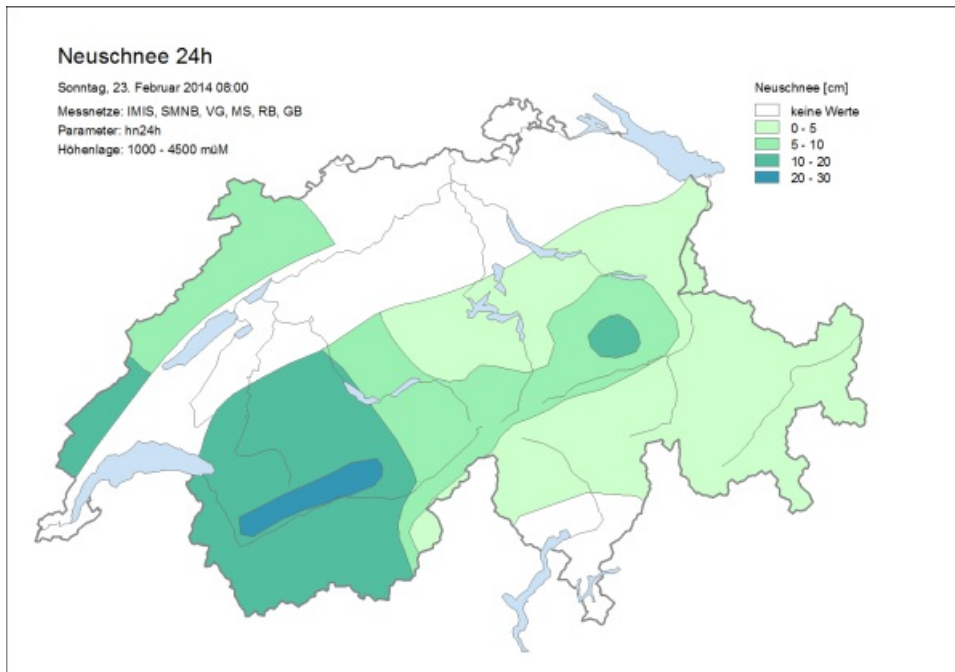 Neuschnee 24h
Sonntag, 23. Februar 2014 08:00
Messnetze: IMIS, SMNB, VG, MS, RB, GB
Parameter: hn24h
Höhenlage: 1000 - 4500 müM
Neuschnee [cm]
keine Werte
0 - 5
5 - 10
10 - 20
20 - 30